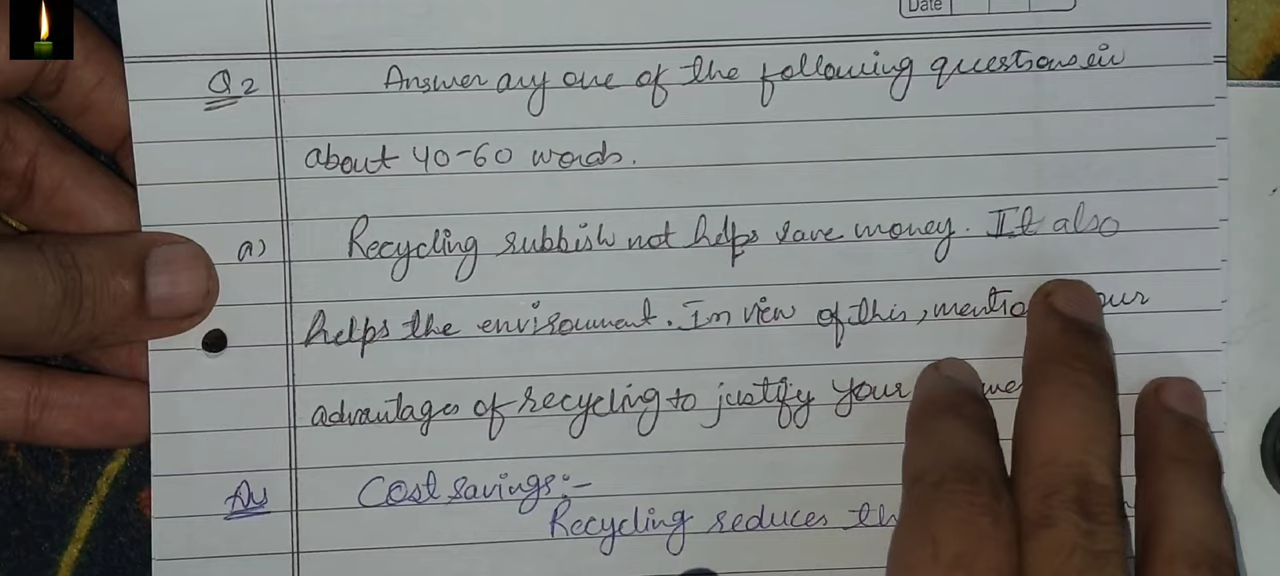 Date
Q2 Answer any one of the following questions in
about 40-60 words.
a) Recycling rubbish not helps save money. It also
helps the environment. In view of this,
advantages of recycling to justify your
Ans Cost savings:-
Recycling reduces